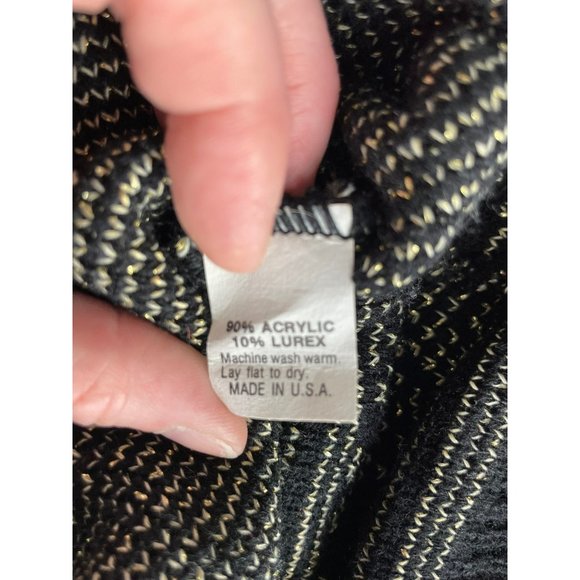 90% ACRYLIC
10% LUREX
Machine wash warm.
Lay flat to dry.
MADE IN U.S.A.